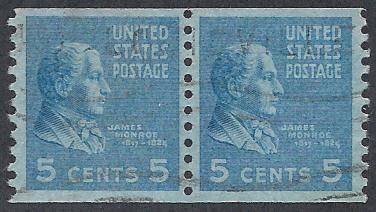 UNITED
STATES
POSTAGE
JAMES
MONROE
1817-1825
5 CENTS 5
UNITED
STATES
POSTAGE
JAMES
MONROE
1817-1825
5 CENTS 5